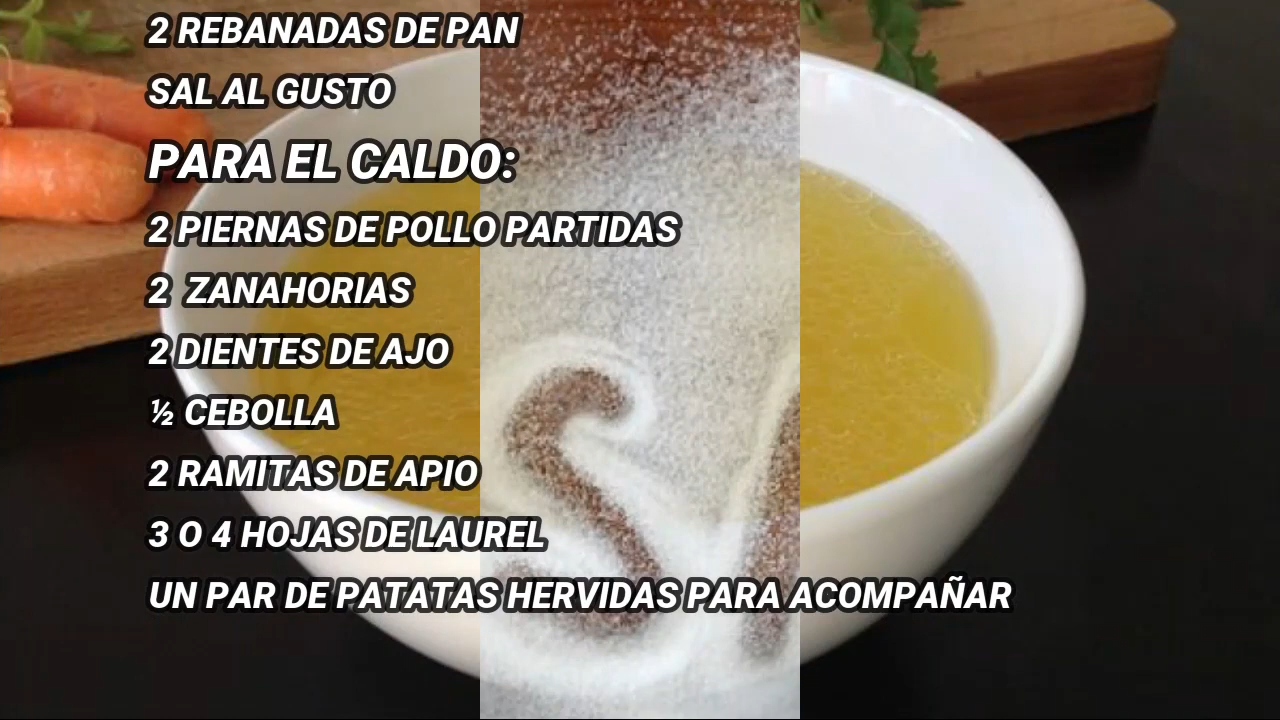 2 REBANADAS DE PAN
SAL AL GUSTO
PARA EL CALDO:
2 PIERNAS DE POLLO PARTIDAS
2 ZANAHORIAS
2 DIENTES DE AJO
½ CEBOLLA
2 RAMITAS DE APIO
3 O 4 HOJAS DE LAUREL
UN PAR DE PATATAS HERVIDAS PARA ACOMPAÑAR